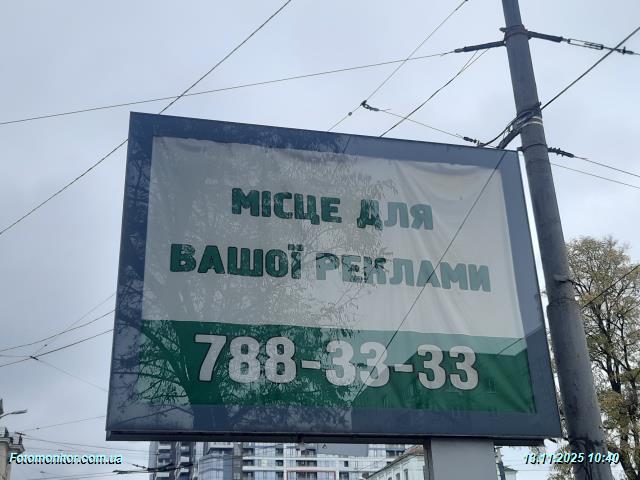 МІСЦЕ ДЛЯ
ВАШОЇ РЕКЛАМИ
788-33-33
Fotomonitor.com.ua
13.11.2025 10:40